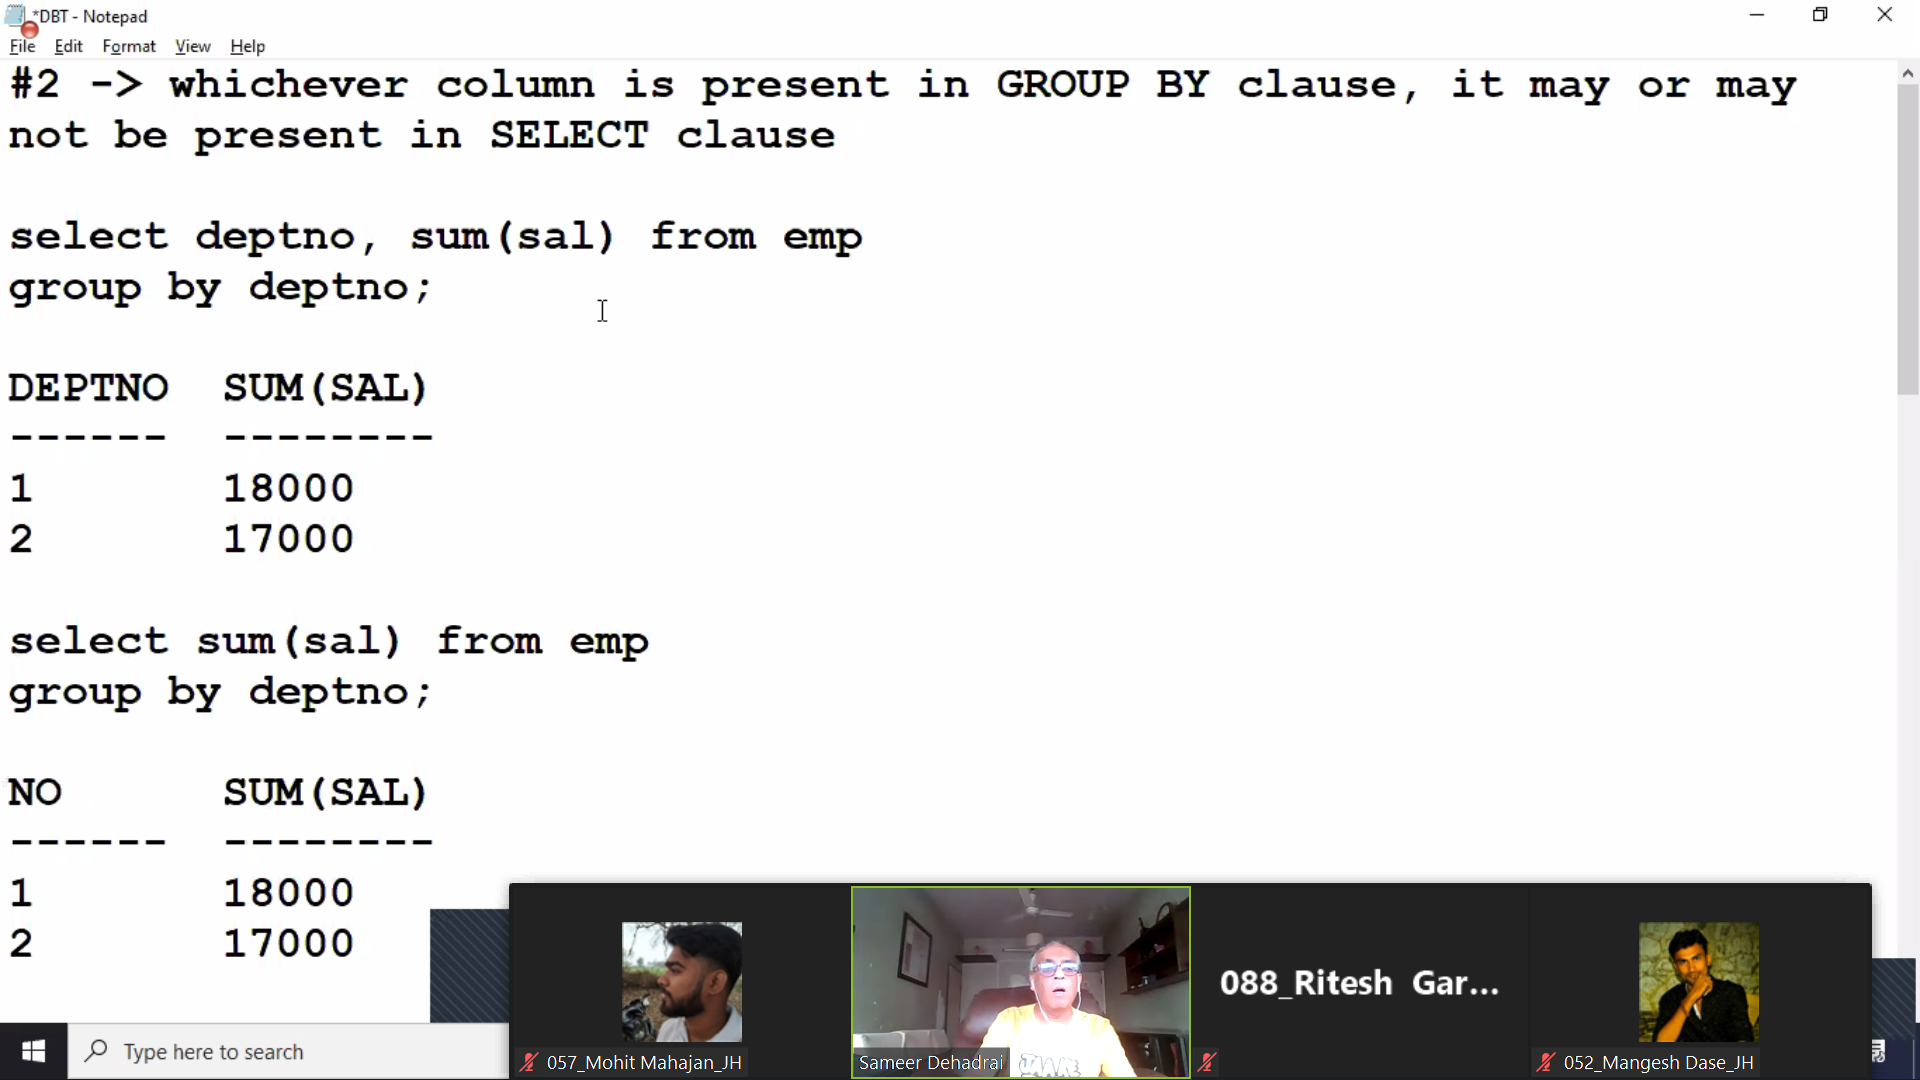 *DBT - Notepad
File Edit Format View Help
#2 -> whichever column is present in GROUP BY clause, it may or may
not be present in SELECT clause
select deptno, sum(sal) from emp
group by deptno;
DEPTNO SUM(SAL)
------ --------
1 18000
2 17000
select sum(sal) from emp
group by deptno;
NO SUM(SAL)
------ --------
1 18000
2 17000
Type here to search
057_Mohit Mahajan_JH
Sameer Dehadrai
088_Ritesh Gar...
052_Mangesh Dase_JH